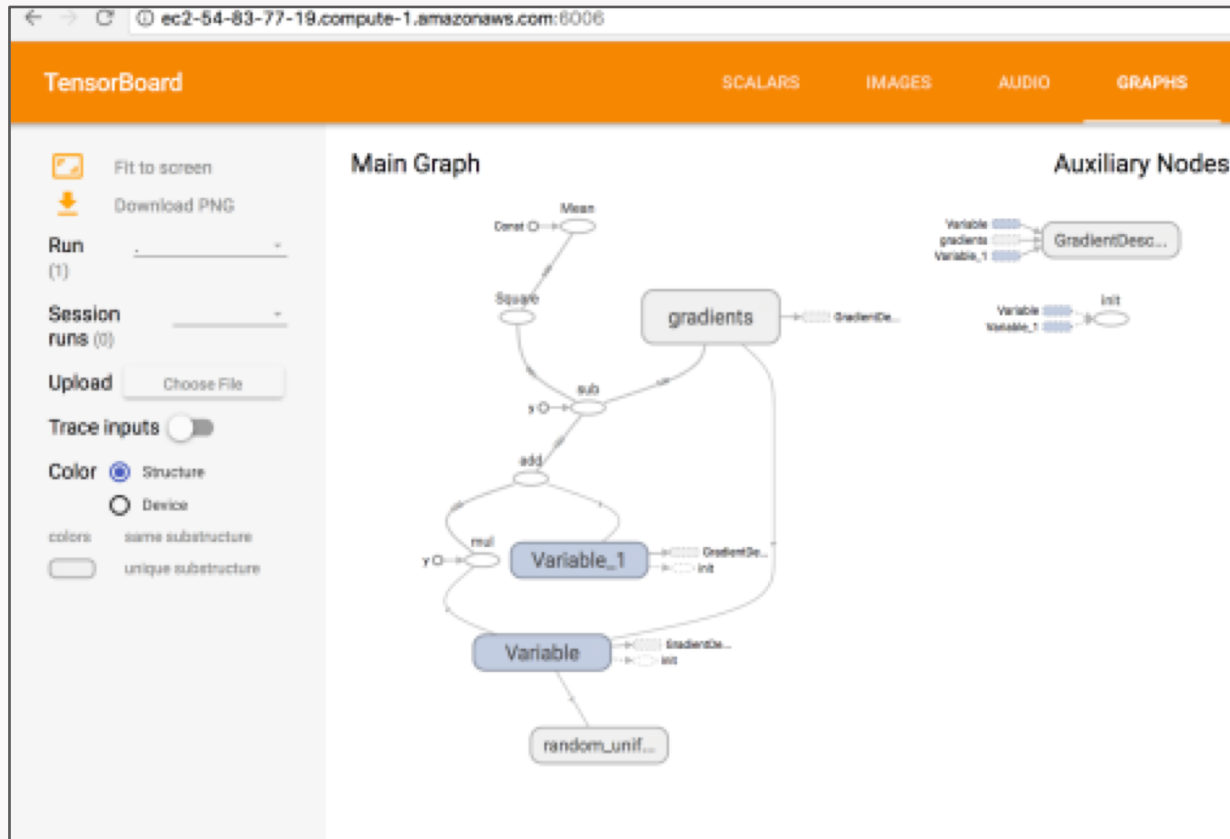 ec2-54-83-77-19.compute-1.amazonaws.com:6006
TensorBoard
SCALARS
IMAGES
AUDIO
GRAPHS
Fit to screen
Download PNG
Run
(1)
.
Session
runs (0)
Upload
Choose File
Trace inputs
Color
Structure
Device
colors
same substructure
unique substructure
Main Graph
Mean
Const
Square
gradients
GradientDe...
sub
y
add
mul
y
Variable_1
GradientDe...
init
Variable
GradientDe...
init
random_unif...
Auxiliary Nodes
Variable
gradients
Variable_1
GradientDesc...
Variable
Variable_1
init